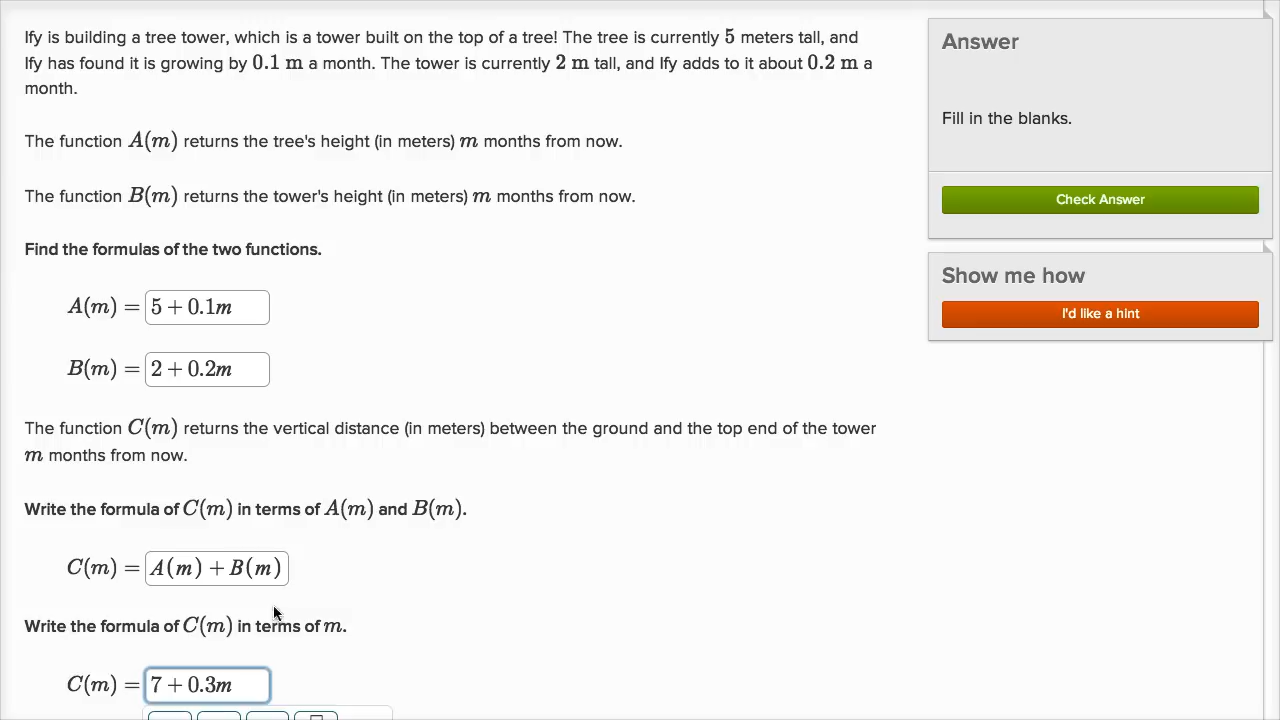 Ify is building a tree tower, which is a tower built on the top of a tree! The tree is currently 5 meters tall, and
Ify has found it is growing by 0.1 m a month. The tower is currently 2 m tall, and Ify adds to it about 0.2 m a
month.
The function A(m) returns the tree's height (in meters) m months from now.
The function B(m) returns the tower's height (in meters) m months from now.
Find the formulas of the two functions.
A(m) = 5 + 0.1m
B(m) = 2 + 0.2m
The function C(m) returns the vertical distance (in meters) between the ground and the top end of the tower
m months from now.
Write the formula of C(m) in terms of A(m) and B(m).
C(m) = A(m) + B(m)
Write the formula of C(m) in terms of m.
C(m) = 7 + 0.3m
Answer
Fill in the blanks.
Check Answer
Show me how
I'd like a hint